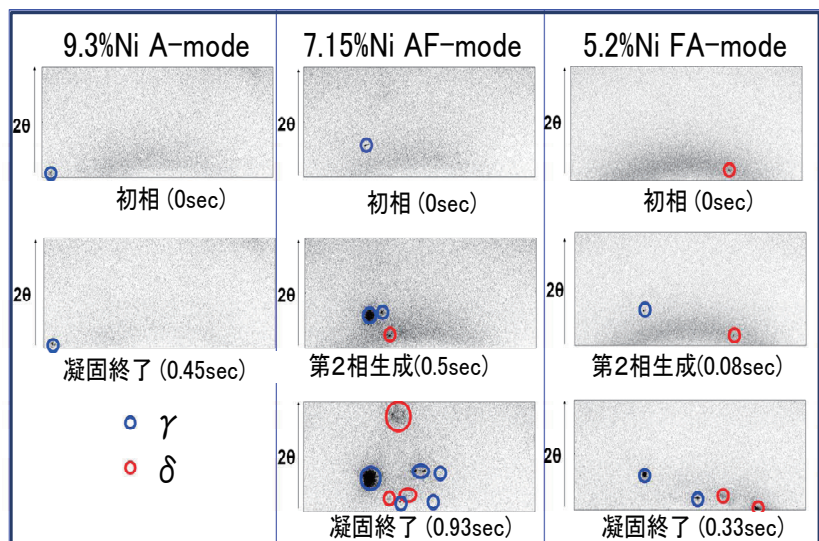 9.3%Ni A-mode
7.15%Ni AF-mode
5.2%Ni FA-mode
2θ
2θ
2θ
初相 (0sec)
初相 (0sec)
初相 (0sec)
2θ
2θ
2θ
凝固終了 (0.45sec)
第2相生成(0.5sec)
第2相生成(0.08sec)
γ
δ
2θ
2θ
凝固終了 (0.93sec)
凝固終了 (0.33sec)